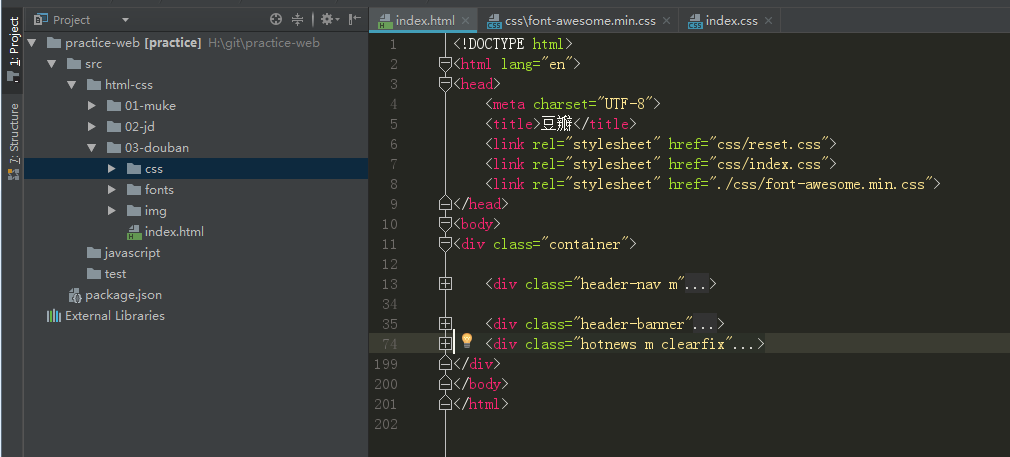 1: Project
7: Structure
Project
practice-web [practice] H:\git\practice-web
src
html-css
01-muke
02-jd
03-douban
css
fonts
img
index.html
javascript
test
package.json
External Libraries
index.html
css\font-awesome.min.css
index.css
1 <!DOCTYPE html>
2 <html lang="en">
3 <head>
4 <meta charset="UTF-8">
5 <title>豆瓣</title>
6 <link rel="stylesheet" href="css/reset.css">
7 <link rel="stylesheet" href="css/index.css">
8 <link rel="stylesheet" href="./css/font-awesome.min.css">
9 </head>
10 <body>
11 <div class="container">
12
13 <div class="header-nav m"...>
34
35 <div class="header-banner"...>
74 <div class="hotnews m clearfix"...>
199 </div>
200 </body>
201 </html>
202